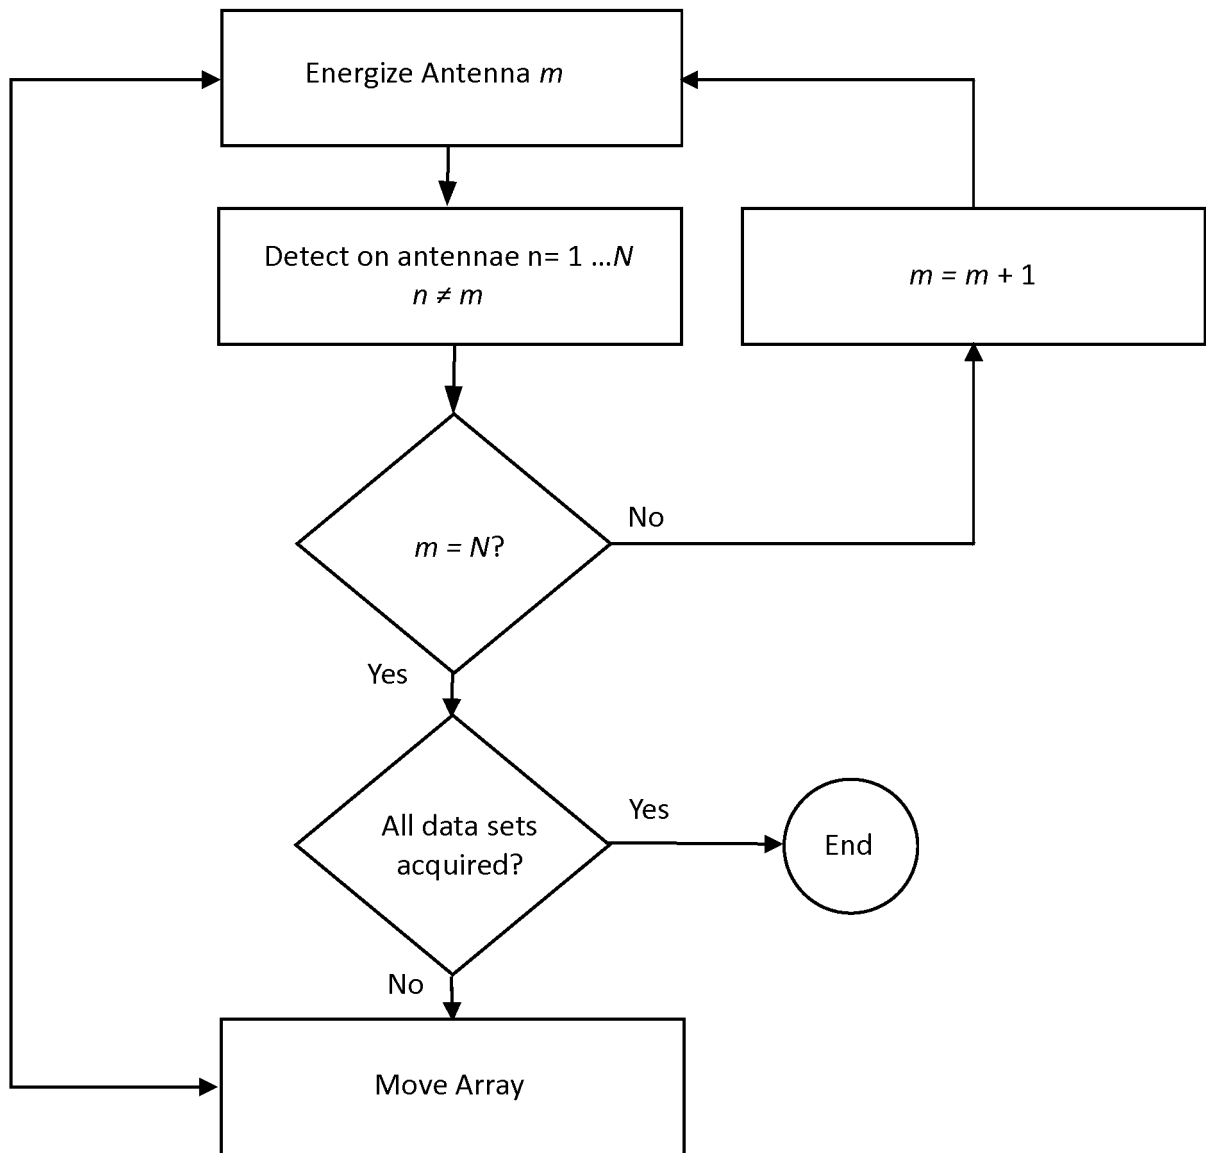 Energize Antenna m
Detect on antennae n= 1 ...N
n ≠ m
m = m + 1
m = N?
No
Yes
All data sets
acquired?
Yes
End
No
Move Array